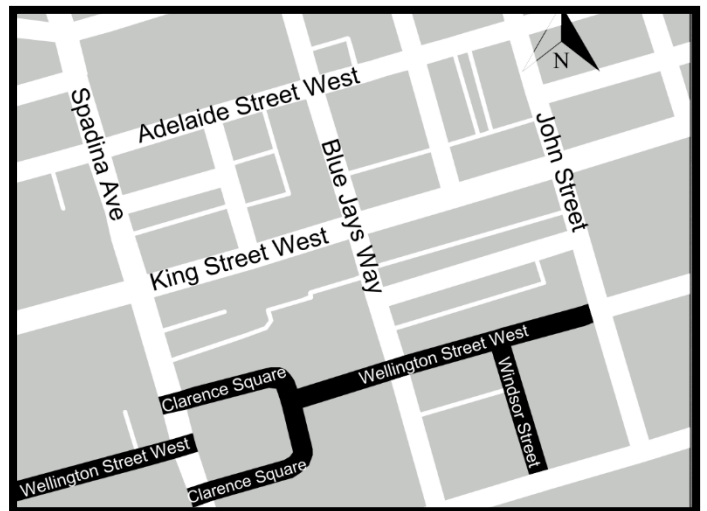 N
Adelaide Street West
Spadina Ave
John Street
Blue Jays Way
King Street West
Wellington Street West
Clarence Square
Windsor Street
Wellington Street West
Clarence Square